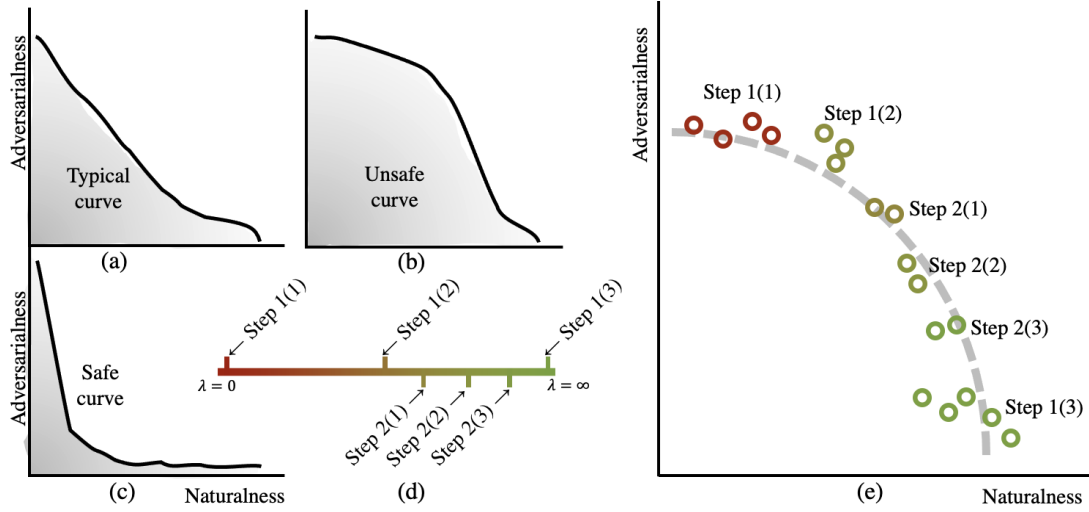 Adversarialness
Typical
curve
(a)
Unsafe
curve
(b)
Adversarialness
Safe
curve
(c)
Naturalness
Step 1(1)
Step 1(2)
Step 1(3)
λ = 0
λ = ∞
Step 2(1)
Step 2(2)
Step 2(3)
(d)
Adversarialness
Step 1(1)
Step 1(2)
Step 2(1)
Step 2(2)
Step 2(3)
Step 1(3)
(e)
Naturalness